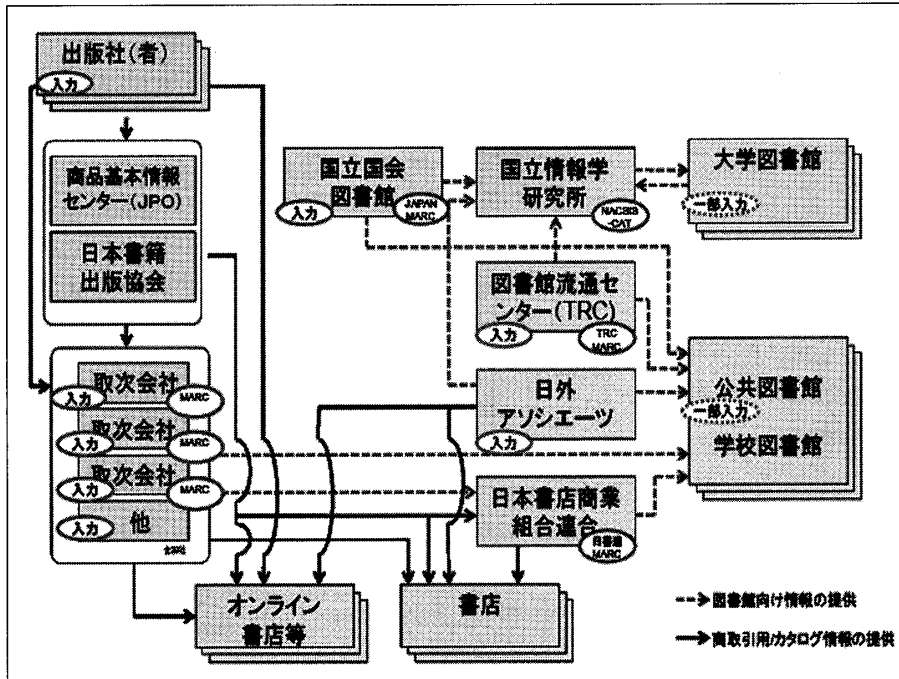 出版社(者)
入力
商品基本情報
センター(JPO)
日本書籍
出版協会
取次会社
入力
MARC
取次会社
入力
MARC
取次会社
入力
MARC
他
入力
国立国会
図書館
入力
JAPAN
MARC
国立情報学
研究所
NACSIS
-CAT
大学図書館
一部入力
図書館流通セ
ンター(TRC)
入力
TRC
MARC
日外
アソシエーツ
入力
公共図書館
一部入力
学校図書館
日本書店商業
組合連合
日書連
MARC
オンライン
書店等
書店
図書館向け情報の提供
商取引用/カタログ情報の提供